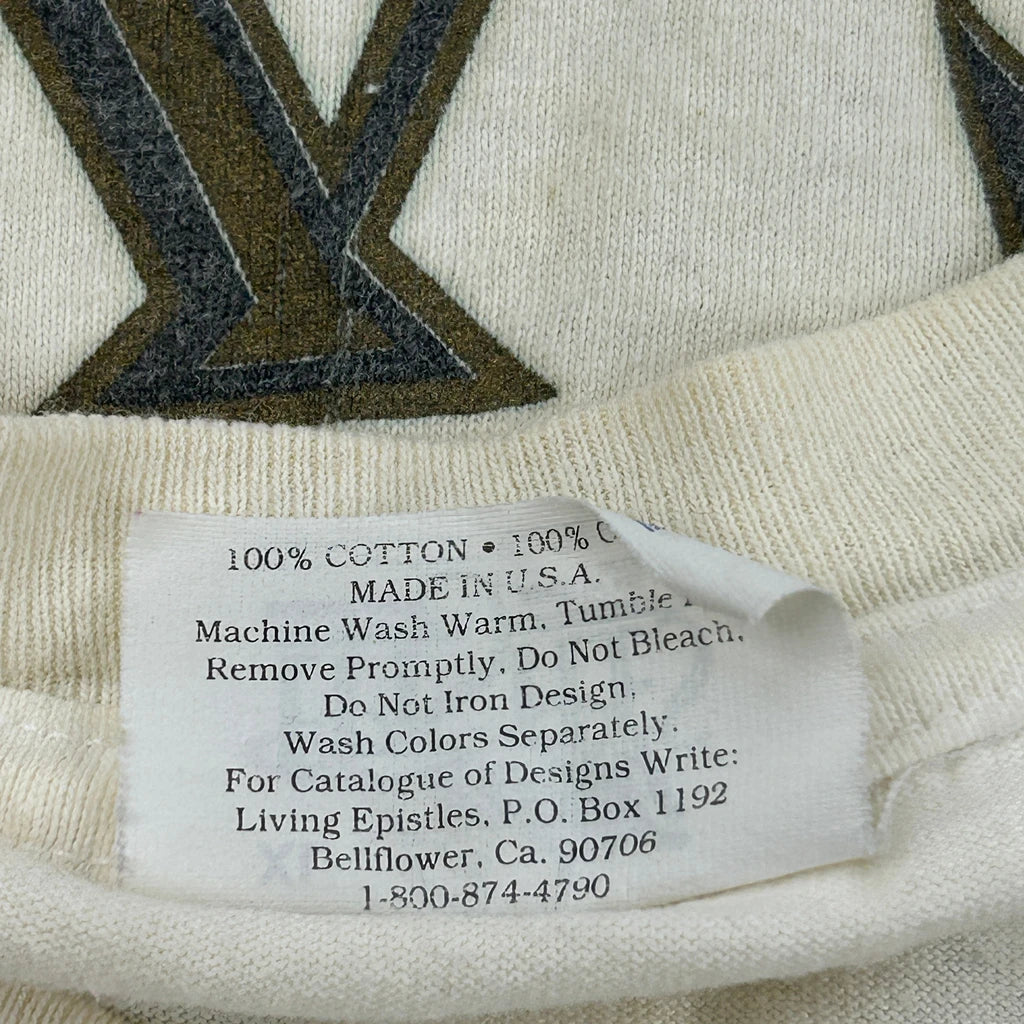 100% COTTON • 100%
MADE IN U.S.A.
Machine Wash Warm, Tumble
Remove Promptly, Do Not Bleach,
Do Not Iron Design,
Wash Colors Separately.
For Catalogue of Designs Write:
Living Epistles, P.O. Box 1192
Bellflower, Ca. 90706
1-800-874-4790